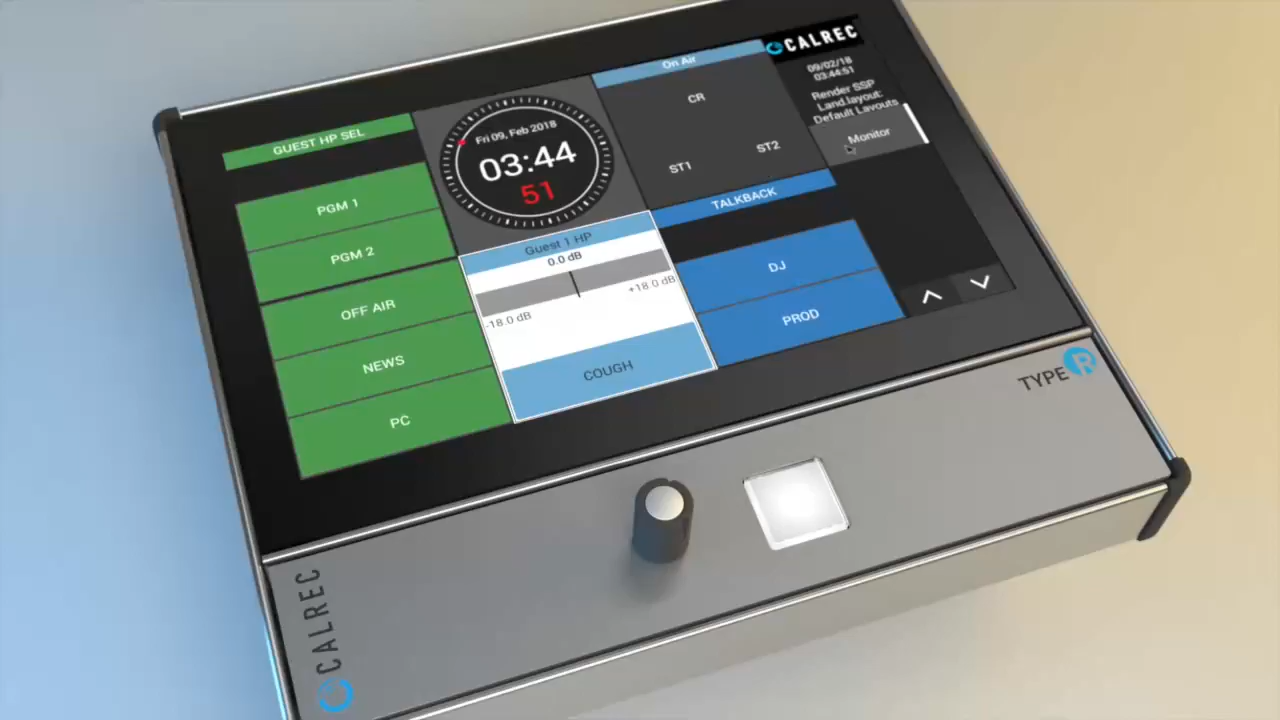 GUEST HP SEL
PGM 1
PGM 2
OFF AIR
NEWS
PC
Fri 09, Feb 2018
03:44
51
Guest 1 HP
0.0 dB
-18.0 dB
+18.0 dB
COUGH
On Air
CR
ST1
ST2
TALKBACK
DJ
PROD
CALREC
09/02/18
03:44:51
Render SSP
Land.layout:
Default Layouts
Monitor
TYPE R
CALREC